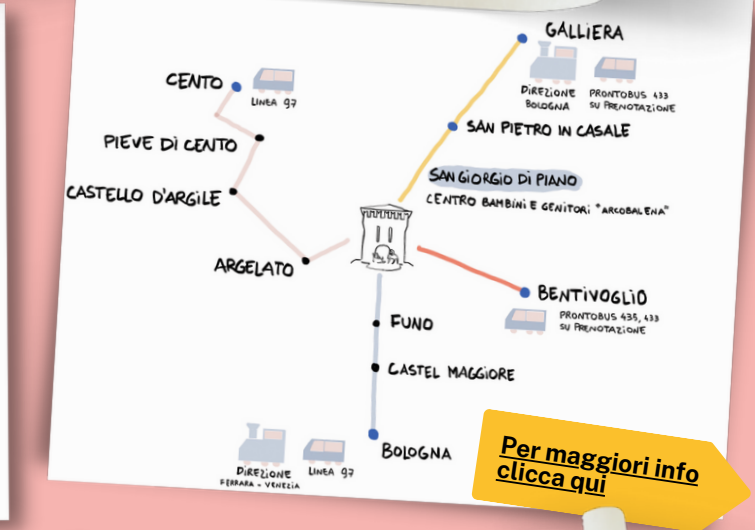 GALLIERA
DIREZIONE
BOLOGNA
PRONTOBUS 433
SU PRENOTAZIONE
CENTO
LINEA 97
SAN PIETRO IN CASALE
PIEVE DI CENTO
SAN GIORGIO DI PIANO
CENTRO BAMBINI E GENITORI "ARCOBALENA"
CASTELLO D'ARGILE
ARGELATO
BENTIVOGLIO
PRONTOBUS 435, 433
SU PRENOTAZIONE
FUNO
CASTEL MAGGIORE
BOLOGNA
DIREZIONE
FERRARA - VENEZIA
LINEA 97
Per maggiori info
clicca qui